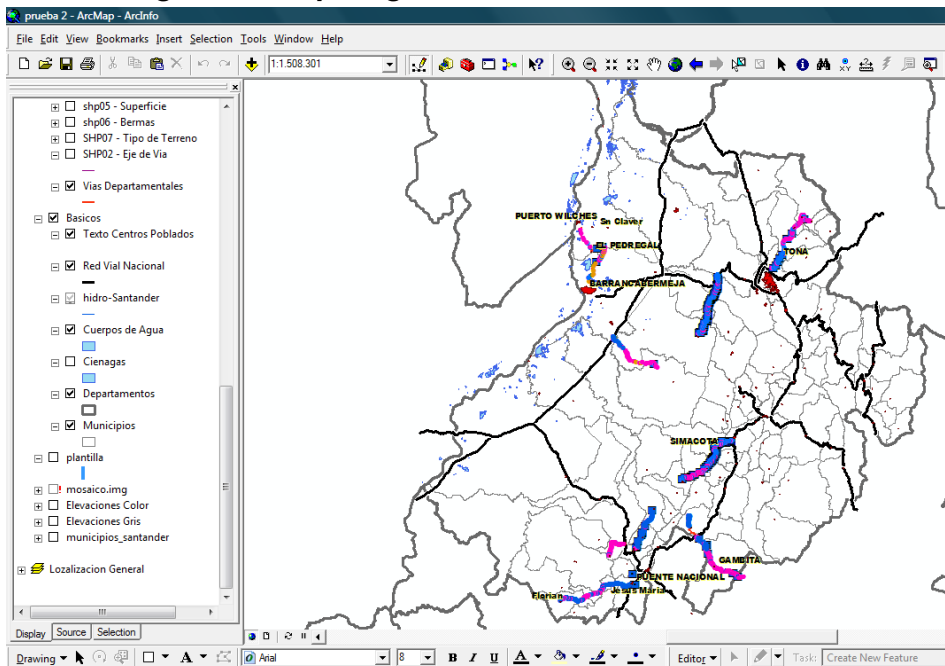 prueba 2 - ArcMap - ArcInfo
File Edit View Bookmarks Insert Selection Tools Window Help
1:1.508.301
shp05 - Superficie
shp06 - Bermas
SHP07 - Tipo de Terreno
SHP02 - Eje de Via
Vias Departamentales
Basicos
Texto Centros Poblados
Red Vial Nacional
hidro-Santander
Cuerpos de Agua
Cienagas
Departamentos
Municipios
plantilla
mosaico.img
Elevaciones Color
Elevaciones Gris
municipios_santander
Lozalizacion General
PUERTO WILCHES
Sn Claver
EL PEDREGAL
BARRANCABERMEJA
TONA
SIMACOTA
GAMBITA
PUENTE NACIONAL
Florian
Jesus Maria
Display Source Selection
Drawing A Arial 8 B I U A Editor Task: Create New Feature